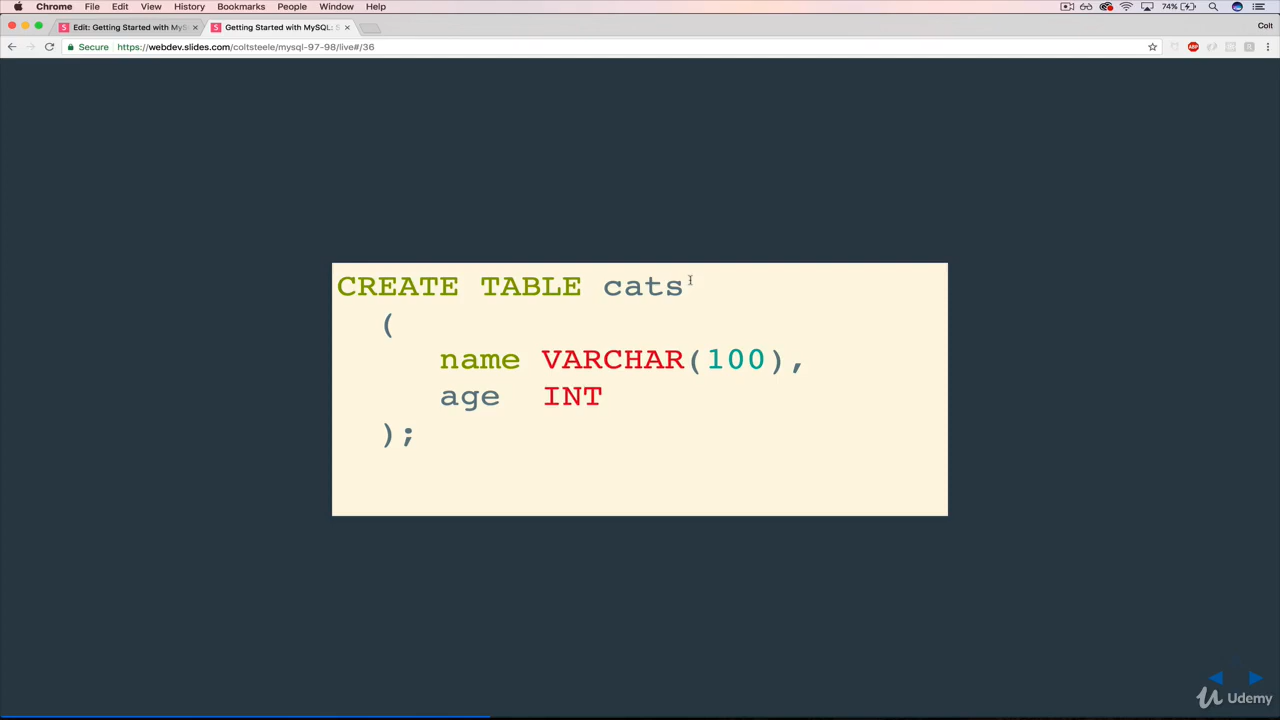 Chrome File Edit View History Bookmarks People Window Help 74%
Edit: Getting Started with MyS
Getting Started with MySQL: S
Colt
Secure https://webdev.slides.com/coltsteele/mysql-97-98/live#/36
ABP
CREATE TABLE cats
(
name VARCHAR(100),
age INT
);
Udemy